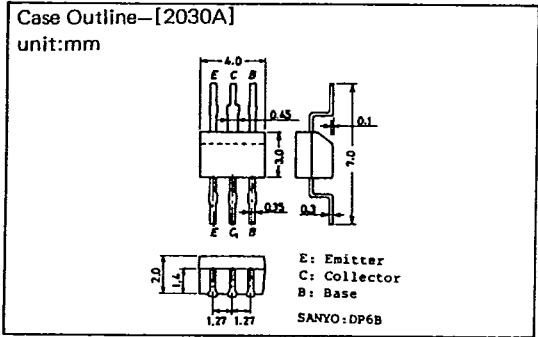 Case Outline—[2030A]
unit:mm
4.0
E C B
0.45
0.1
3.0
7.0
0.35
0.3
E C₁ B
2.0
1.4
1.27 1.27
E: Emitter
C: Collector
B: Base
SANYO:DP6B